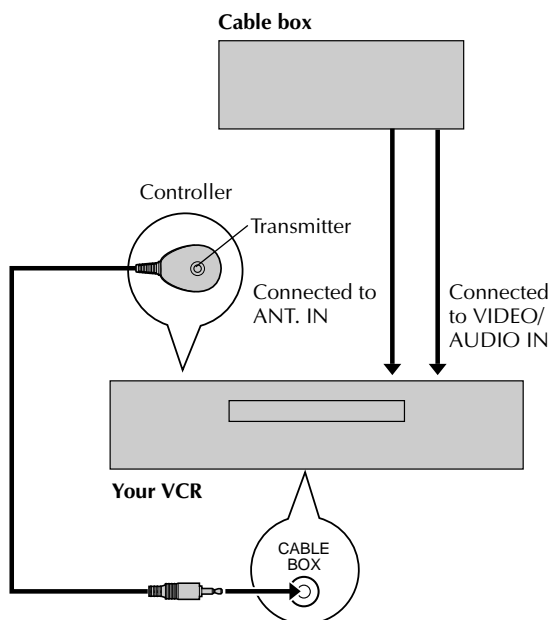 Cable box
Controller
Transmitter
Connected to
ANT. IN
Connected
to VIDEO/
AUDIO IN
Your VCR
CABLE
BOX